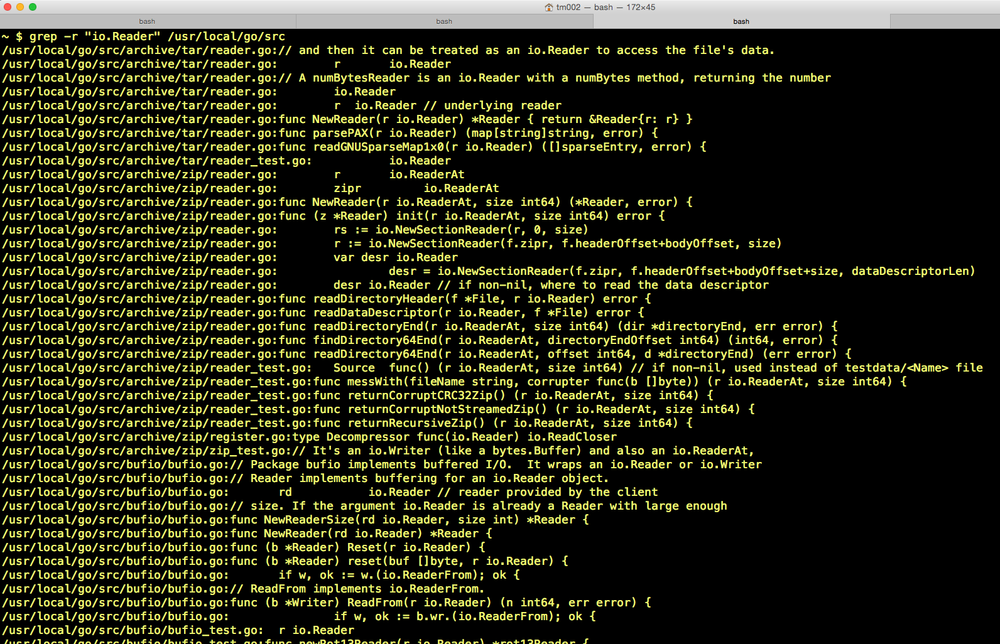 tm002 — bash — 172×45
bash bash bash
~ $ grep -r "io.Reader" /usr/local/go/src
/usr/local/go/src/archive/tar/reader.go:// and then it can be treated as an io.Reader to access the file's data.
/usr/local/go/src/archive/tar/reader.go:        r       io.Reader
/usr/local/go/src/archive/tar/reader.go:// A numBytesReader is an io.Reader with a numBytes method, returning the number
/usr/local/go/src/archive/tar/reader.go:        io.Reader
/usr/local/go/src/archive/tar/reader.go:        r  io.Reader // underlying reader
/usr/local/go/src/archive/tar/reader.go:func NewReader(r io.Reader) *Reader { return &Reader{r: r} }
/usr/local/go/src/archive/tar/reader.go:func parsePAX(r io.Reader) (map[string]string, error) {
/usr/local/go/src/archive/tar/reader.go:func readGNUSparseMap1x0(r io.Reader) ([]sparseEntry, error) {
/usr/local/go/src/archive/tar/reader_test.go:           io.Reader
/usr/local/go/src/archive/zip/reader.go:        r       io.ReaderAt
/usr/local/go/src/archive/zip/reader.go:        zipr         io.ReaderAt
/usr/local/go/src/archive/zip/reader.go:func NewReader(r io.ReaderAt, size int64) (*Reader, error) {
/usr/local/go/src/archive/zip/reader.go:func (z *Reader) init(r io.ReaderAt, size int64) error {
/usr/local/go/src/archive/zip/reader.go:        rs := io.NewSectionReader(r, 0, size)
/usr/local/go/src/archive/zip/reader.go:        r := io.NewSectionReader(f.zipr, f.headerOffset+bodyOffset, size)
/usr/local/go/src/archive/zip/reader.go:        var desr io.Reader
/usr/local/go/src/archive/zip/reader.go:                desr = io.NewSectionReader(f.zipr, f.headerOffset+bodyOffset+size, dataDescriptorLen)
/usr/local/go/src/archive/zip/reader.go:        desr io.Reader // if non-nil, where to read the data descriptor
/usr/local/go/src/archive/zip/reader.go:func readDirectoryHeader(f *File, r io.Reader) error {
/usr/local/go/src/archive/zip/reader.go:func readDataDescriptor(r io.Reader, f *File) error {
/usr/local/go/src/archive/zip/reader.go:func readDirectoryEnd(r io.ReaderAt, size int64) (dir *directoryEnd, err error) {
/usr/local/go/src/archive/zip/reader.go:func findDirectory64End(r io.ReaderAt, directoryEndOffset int64) (int64, error) {
/usr/local/go/src/archive/zip/reader.go:func readDirectory64End(r io.ReaderAt, offset int64, d *directoryEnd) (err error) {
/usr/local/go/src/archive/zip/reader_test.go:   Source  func() (r io.ReaderAt, size int64) // if non-nil, used instead of testdata/<Name> file
/usr/local/go/src/archive/zip/reader_test.go:func messWith(fileName string, corrupter func(b []byte)) (r io.ReaderAt, size int64) {
/usr/local/go/src/archive/zip/reader_test.go:func returnCorruptCRC32Zip() (r io.ReaderAt, size int64) {
/usr/local/go/src/archive/zip/reader_test.go:func returnCorruptNotStreamedZip() (r io.ReaderAt, size int64) {
/usr/local/go/src/archive/zip/reader_test.go:func returnRecursiveZip() (r io.ReaderAt, size int64) {
/usr/local/go/src/archive/zip/register.go:type Decompressor func(io.Reader) io.ReadCloser
/usr/local/go/src/archive/zip/zip_test.go:// It's an io.Writer (like a bytes.Buffer) and also an io.ReaderAt,
/usr/local/go/src/bufio/bufio.go:// Package bufio implements buffered I/O.  It wraps an io.Reader or io.Writer
/usr/local/go/src/bufio/bufio.go:// Reader implements buffering for an io.Reader object.
/usr/local/go/src/bufio/bufio.go:       rd           io.Reader // reader provided by the client
/usr/local/go/src/bufio/bufio.go:// size. If the argument io.Reader is already a Reader with large enough
/usr/local/go/src/bufio/bufio.go:func NewReaderSize(rd io.Reader, size int) *Reader {
/usr/local/go/src/bufio/bufio.go:func NewReader(rd io.Reader) *Reader {
/usr/local/go/src/bufio/bufio.go:func (b *Reader) Reset(r io.Reader) {
/usr/local/go/src/bufio/bufio.go:func (b *Reader) reset(buf []byte, r io.Reader) {
/usr/local/go/src/bufio/bufio.go:       if w, ok := w.(io.ReaderFrom); ok {
/usr/local/go/src/bufio/bufio.go:// ReadFrom implements io.ReaderFrom.
/usr/local/go/src/bufio/bufio.go:func (b *Writer) ReadFrom(r io.Reader) (n int64, err error) {
/usr/local/go/src/bufio/bufio.go:               if w, ok := b.wr.(io.ReaderFrom); ok {
/usr/local/go/src/bufio/bufio_test.go:  r io.Reader
/usr/local/go/src/bufio/bufio_test.go:func newRot13Reader(r io.Reader) *rot13Reader {